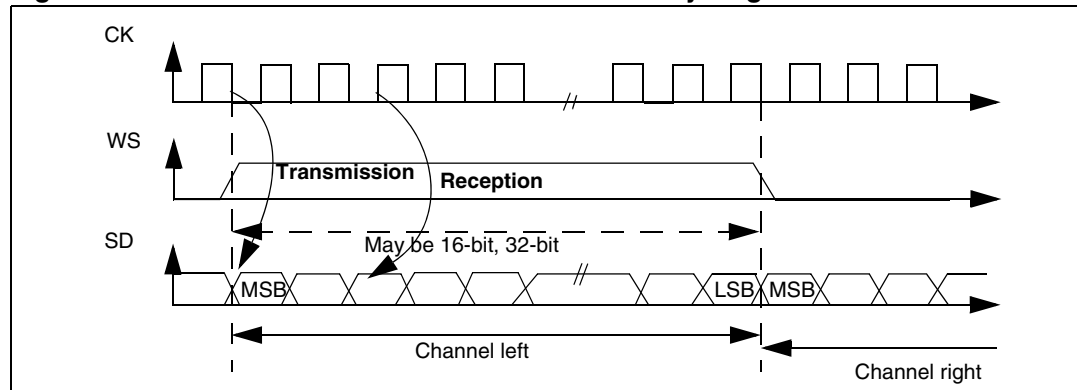 CK
WS
Transmission
Reception
May be 16-bit, 32-bit
SD
MSB
LSB
MSB
Channel left
Channel right